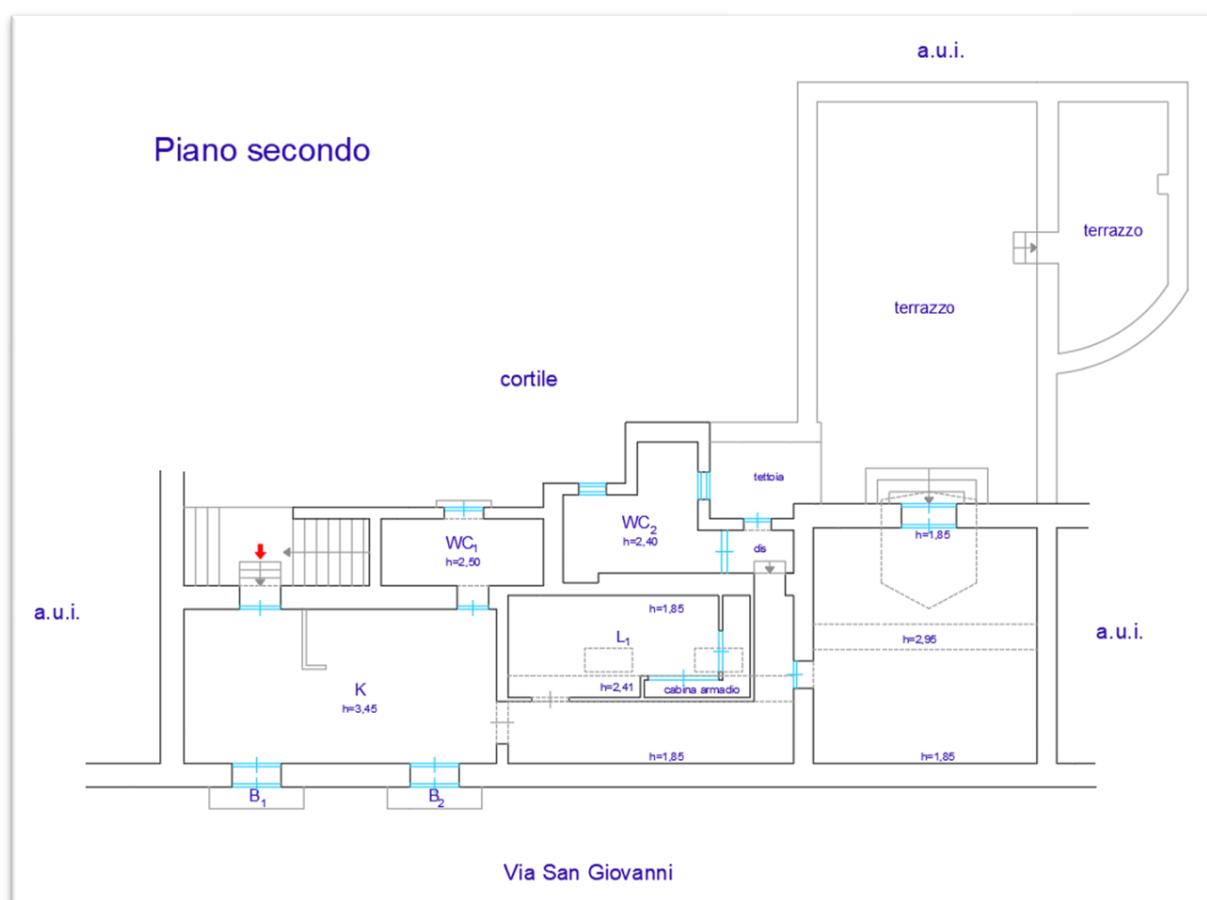 a.u.i.
Piano secondo
terrazzo
terrazzo
cortile
tettoia
WC2
h=2,40
h=1,85
WC1
h=2,50
dis
a.u.i.
h=1,85
L1
h=2,95
a.u.i.
K
h=3,45
h=2,41
cabina armadio
h=1,85
h=1,85
B1
B2
Via San Giovanni